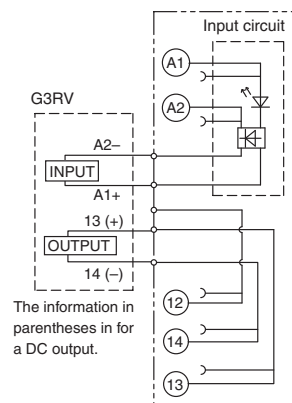 Input circuit
A1
A2
G3RV
A2–
INPUT
A1+
13 (+)
OUTPUT
14 (–)
The information in
parentheses in for
a DC output.
12
14
13